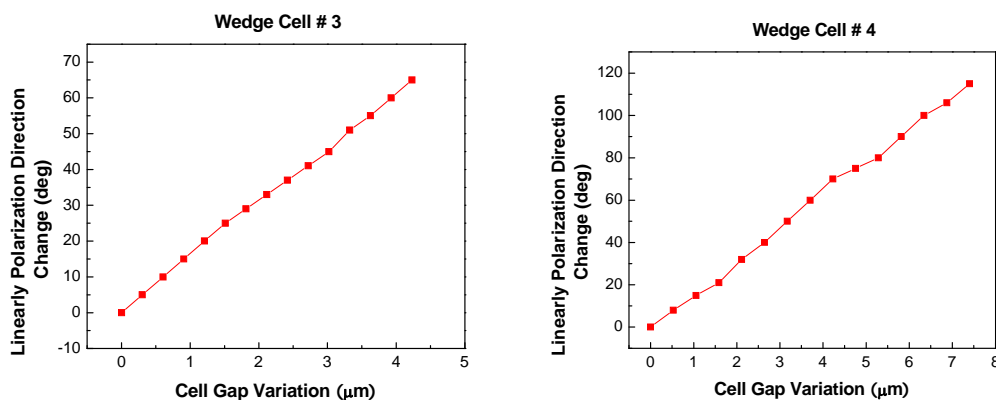 Wedge Cell # 3
70
60
50
40
30
20
10
0
-10
0 1 2 3 4 5
Linearly Polarization Direction
Change (deg)
Cell Gap Variation (μm)
Wedge Cell # 4
120
100
80
60
40
20
0
0 1 2 3 4 5 6 7 8
Linearly Polarization Direction
Change (deg)
Cell Gap Variation (μm)